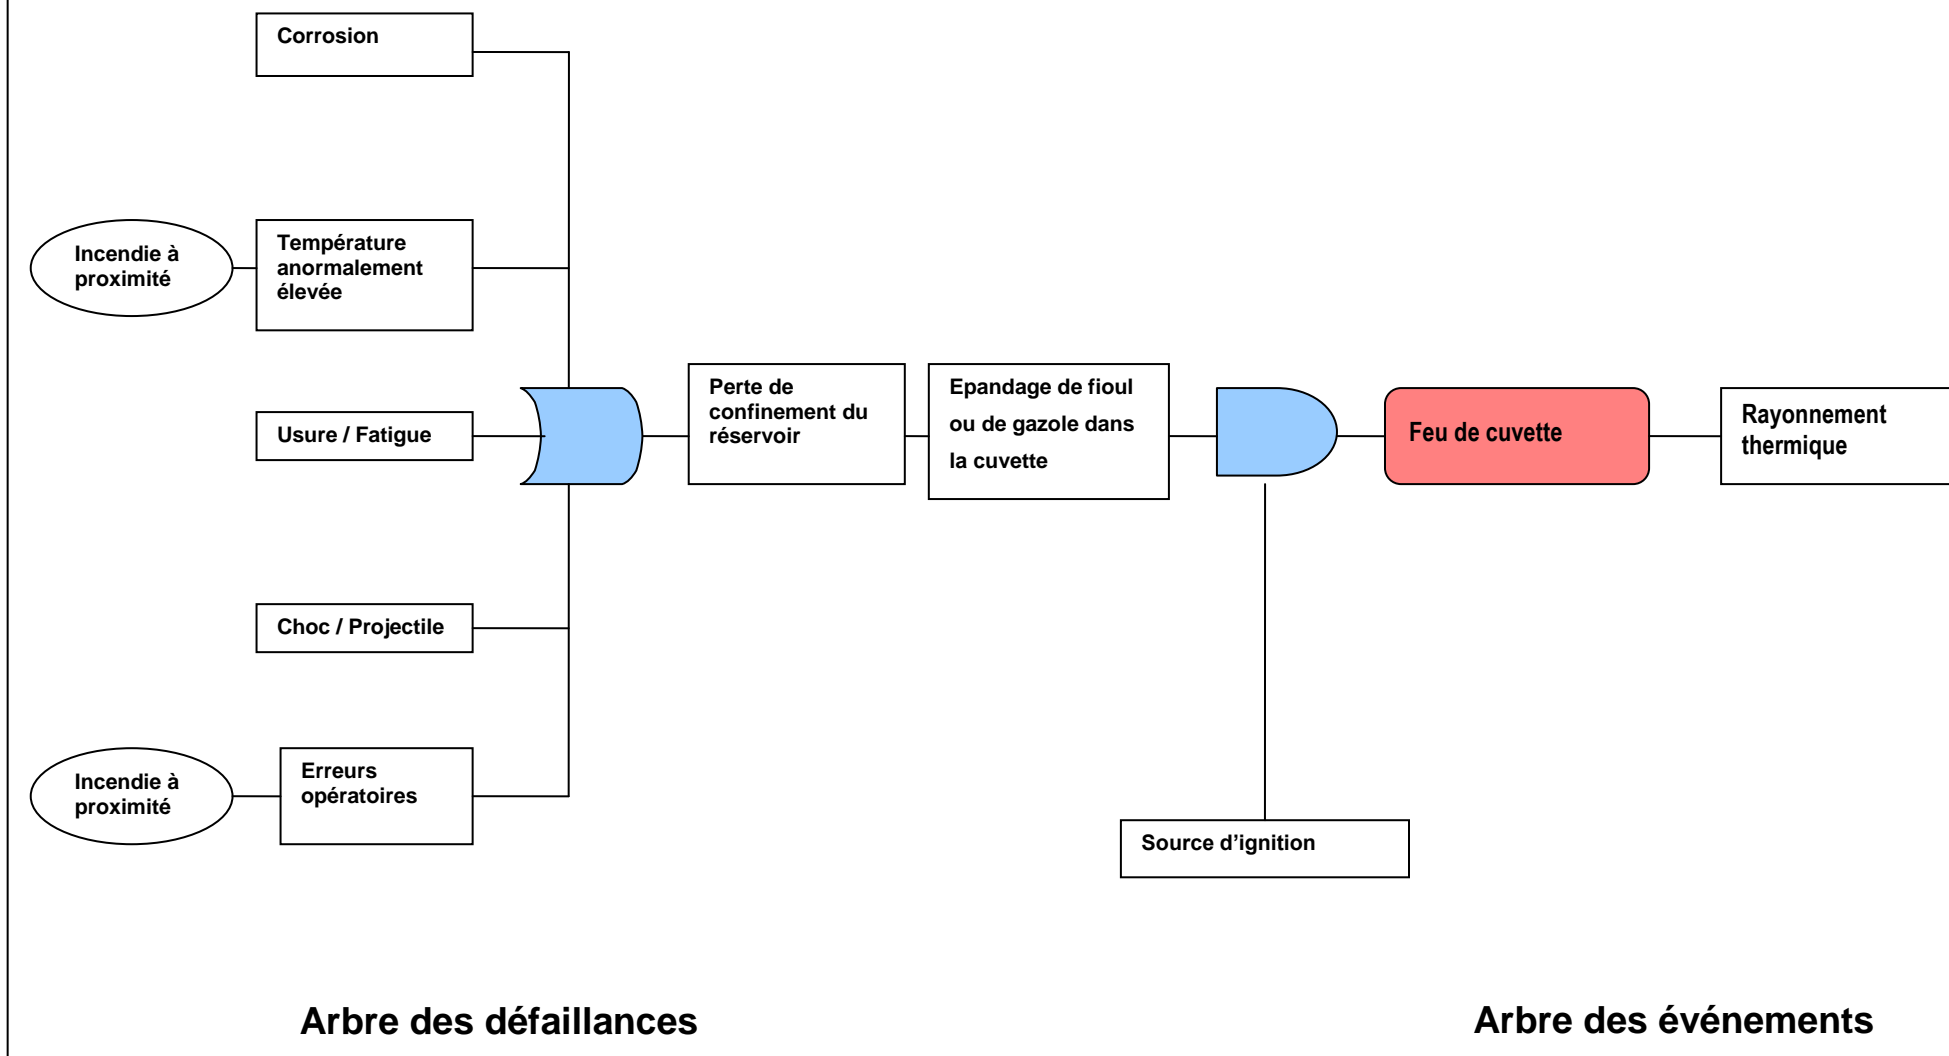 Corrosion
Incendie à
proximité
Température
anormalement
élevée
Usure / Fatigue
Choc / Projectile
Incendie à
proximité
Erreurs
opératoires
Perte de
confinement du
réservoir
Epandage de fioul
ou de gazole dans
la cuvette
Source d’ignition
Feu de cuvette
Rayonnement
thermique
Arbre des défaillances
Arbre des événements